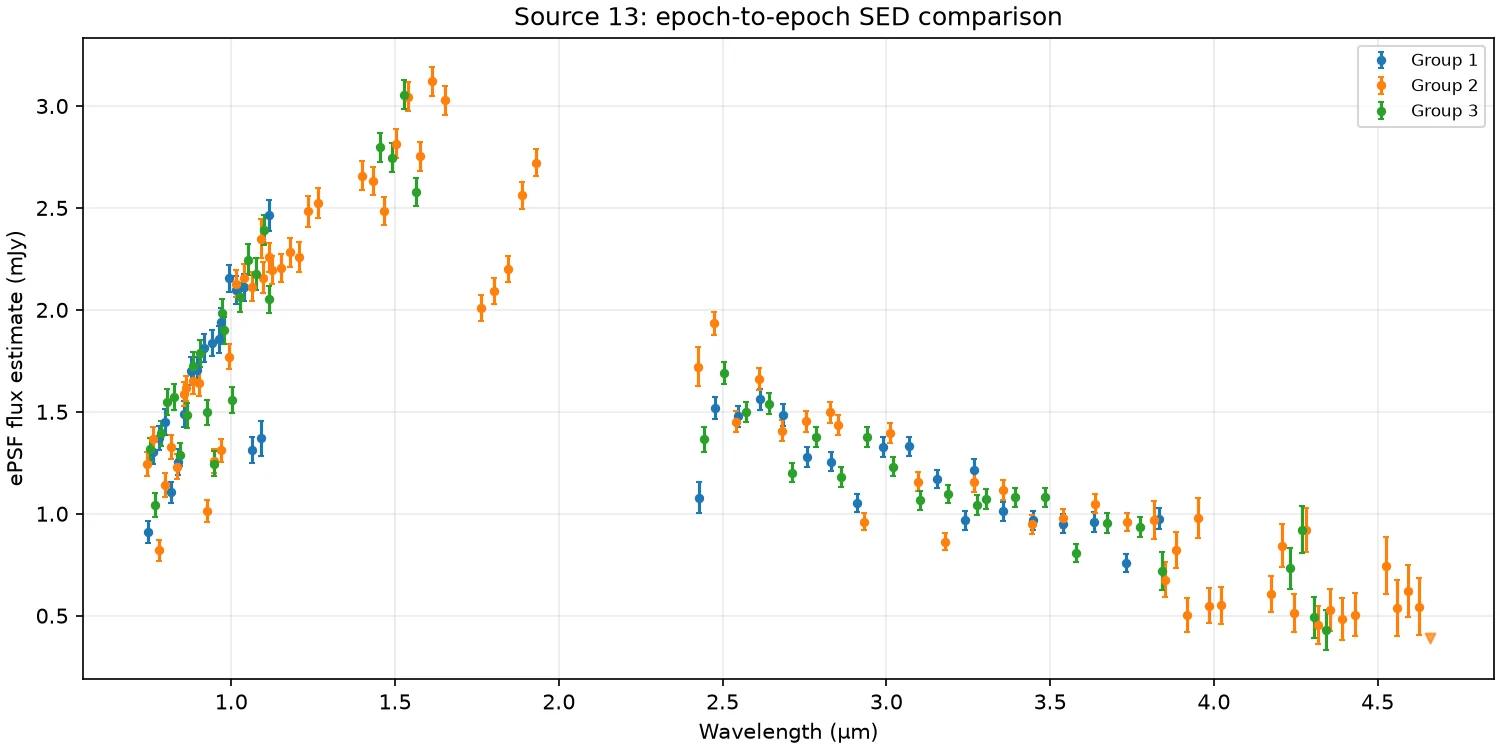 Source 13: epoch-to-epoch SED comparison
Group 1
Group 2
Group 3
ePSF flux estimate (mJy)
3.0
2.5
2.0
1.5
1.0
0.5
1.0 1.5 2.0 2.5 3.0 3.5 4.0 4.5
Wavelength (μm)